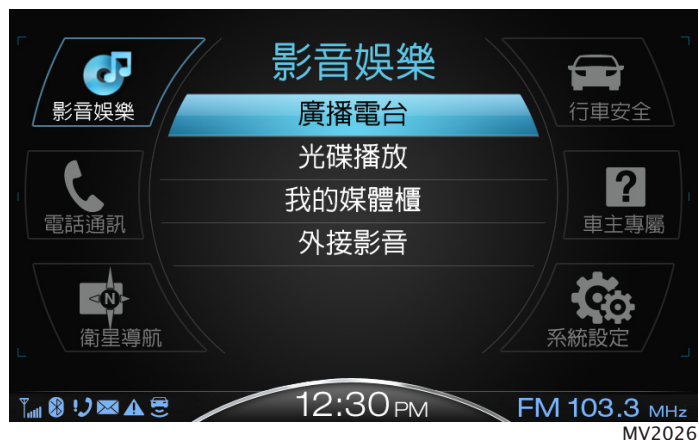 影音娛樂
影音娛樂
廣播電台
光碟播放
我的媒體櫃
外接影音
電話通訊
衛星導航
行車安全
車主專屬
系統設定
N
?
12:30 PM
FM 103.3 MHz
MV2026